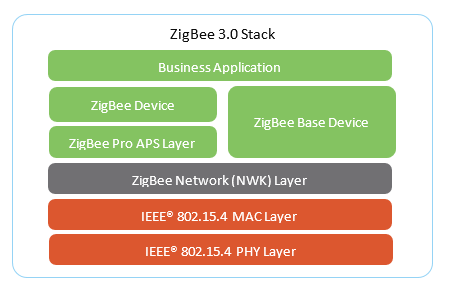 ZigBee 3.0 Stack
Business Application
ZigBee Device
ZigBee Base Device
ZigBee Pro APS Layer
ZigBee Network (NWK) Layer
IEEE® 802.15.4 MAC Layer
IEEE® 802.15.4 PHY Layer